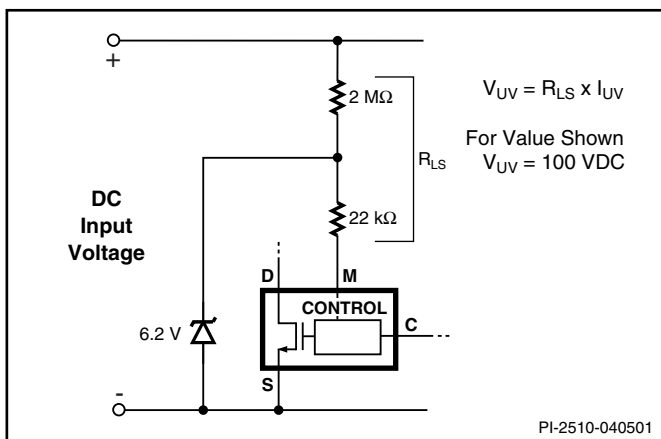 +
2 MΩ
V_UV = R_LS x I_UV
For Value Shown
V_UV = 100 VDC
R_LS
DC
Input
Voltage
22 kΩ
D
M
CONTROL
C
6.2 V
S
-
PI-2510-040501